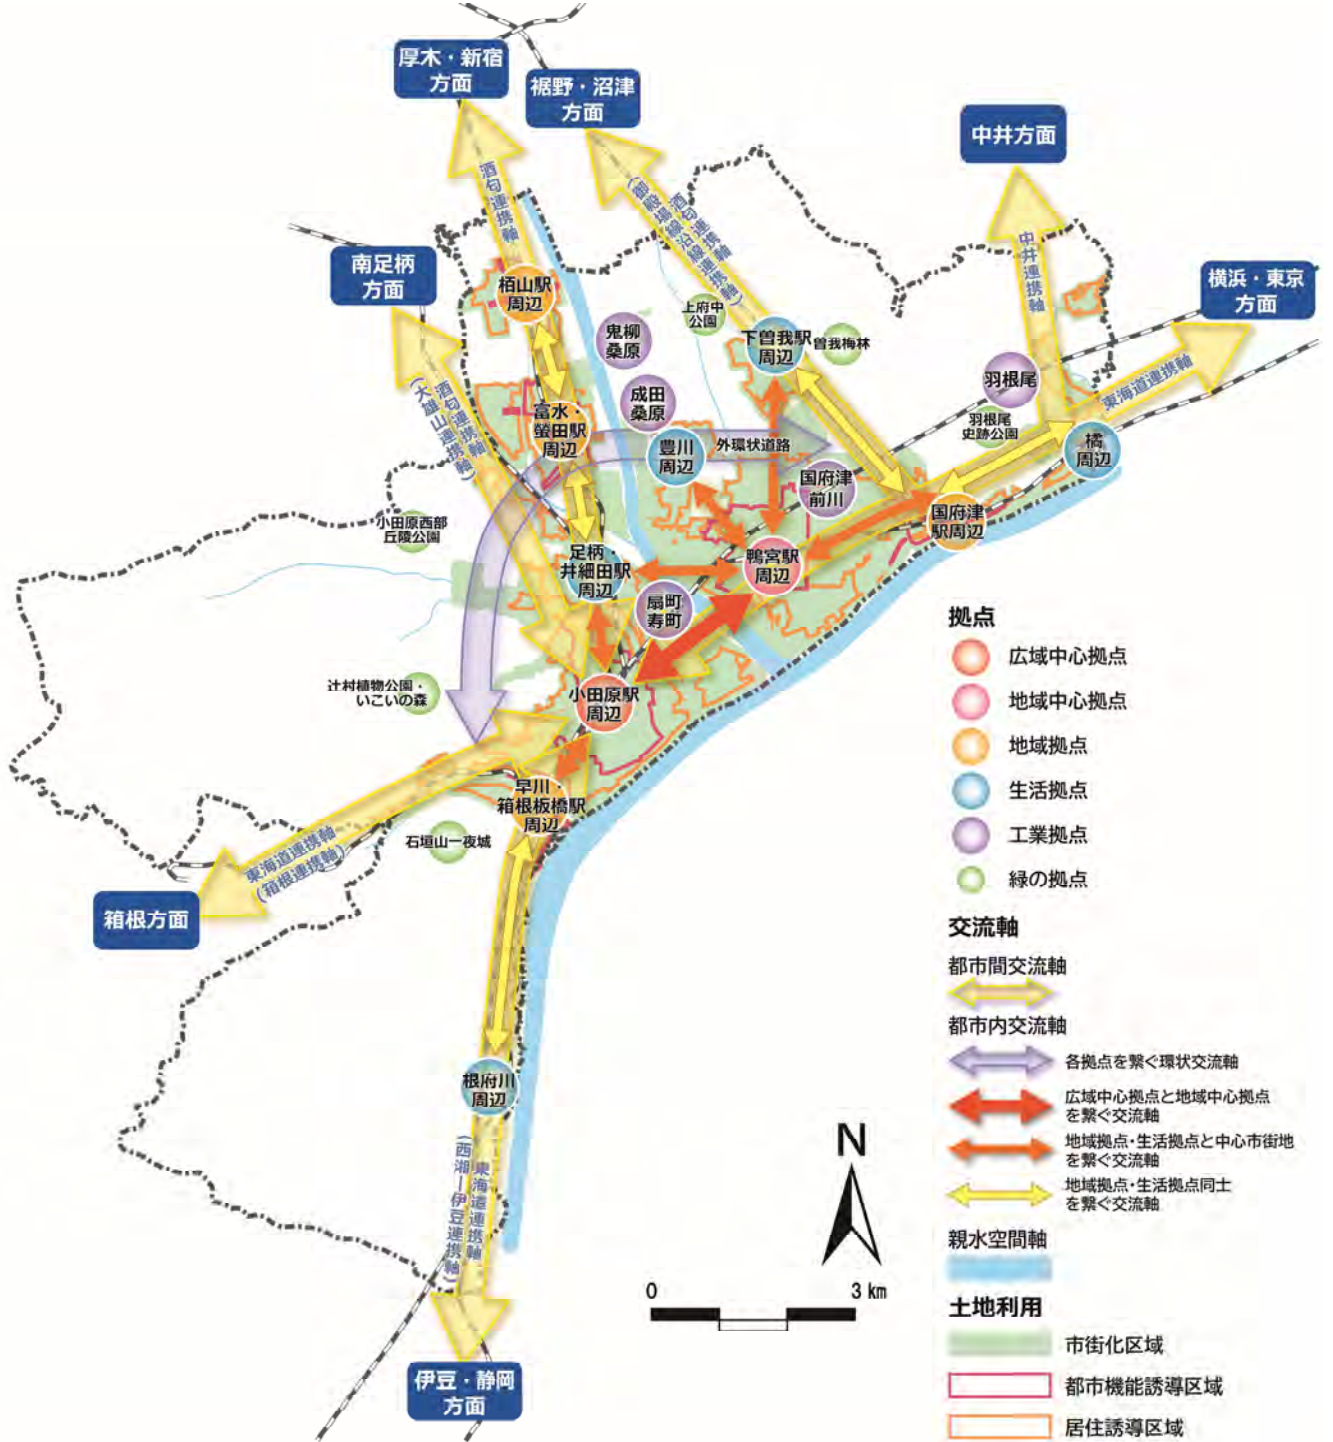 厚木・新宿
方面
裾野・沼津
方面
中井方面
南足柄
方面
横浜・東京
方面
箱根方面
伊豆・静岡
方面
酒匂連携軸
酒匂連携軸
(御殿場線沿線連携軸)
中井連携軸
東海道連携軸
酒匂連携軸
(大雄山連携軸)
東海道連携軸
(箱根連携軸)
東海道連携軸
(西湘ー伊豆連携軸)
栢山駅
周辺
鬼柳
桑原
上府中
公園
下曽我駅
周辺
曽我梅林
成田
桑原
羽根尾
羽根尾
史跡公園
富水・
螢田駅
周辺
豊川
周辺
外環状道路
橘
周辺
国府津
前川
国府津
駅周辺
小田原西部
丘陵公園
足柄・
井細田駅
周辺
鴨宮駅
周辺
扇町
寿町
辻村植物公園・
いこいの森
小田原駅
周辺
早川・
箱根板橋駅
周辺
石垣山一夜城
根府川
周辺
拠点
広域中心拠点
地域中心拠点
地域拠点
生活拠点
工業拠点
緑の拠点
交流軸
都市間交流軸
都市内交流軸
各拠点を繋ぐ環状交流軸
広域中心拠点と地域中心拠点
を繋ぐ交流軸
地域拠点・生活拠点と中心市街地
を繋ぐ交流軸
地域拠点・生活拠点同士
を繋ぐ交流軸
親水空間軸
土地利用
市街化区域
都市機能誘導区域
居住誘導区域
N
0 3 km